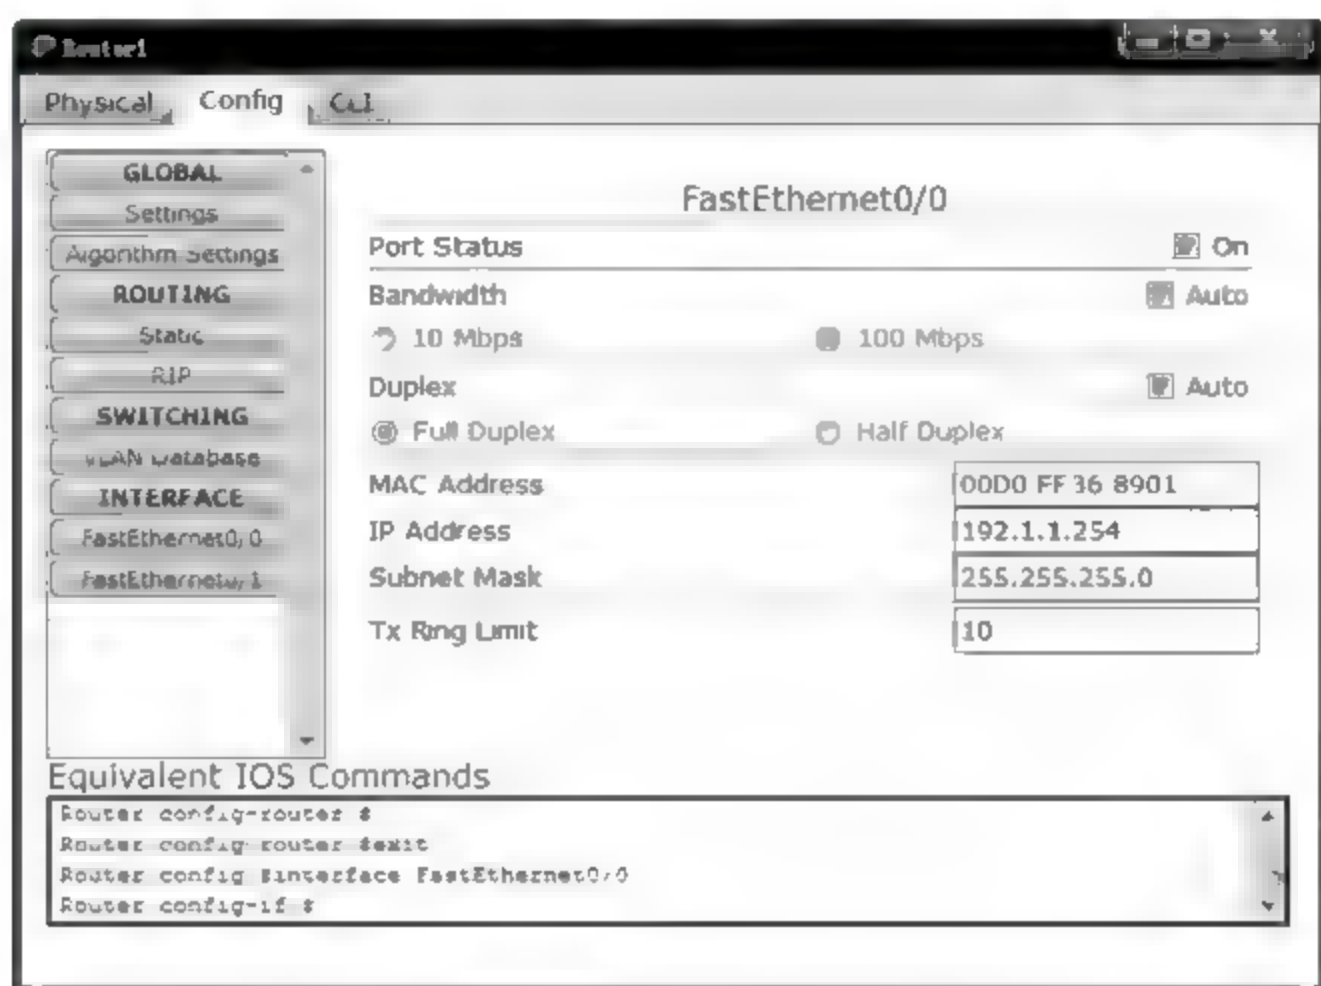 Router1
Physical Config CLI
GLOBAL
Settings
Algorithm Settings
ROUTING
Static
RIP
SWITCHING
VLAN Database
INTERFACE
FastEthernet0/0
FastEthernet0/1
FastEthernet0/0
Port Status On
Bandwidth Auto
10 Mbps 100 Mbps
Duplex Auto
Full Duplex Half Duplex
MAC Address 00D0 FF 36 8901
IP Address 192.1.1.254
Subnet Mask 255.255.255.0
Tx Ring Limit 10
Equivalent IOS Commands
Router config-router #
Router config-router #exit
Router config #interface FastEthernet0/0
Router config-if #